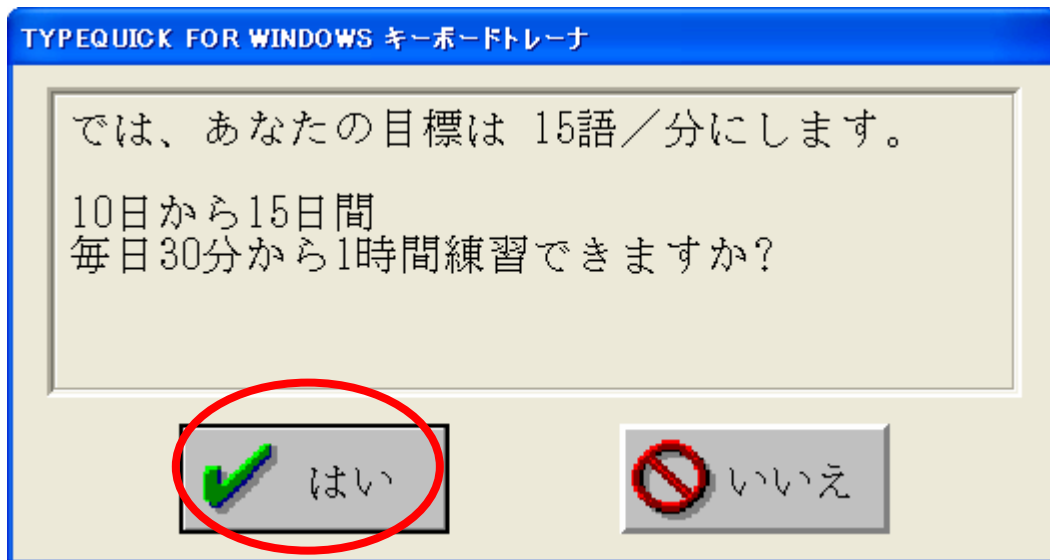 TYPEQUICK FOR WINDOWS キーボードトレーナ
では、あなたの目標は 15語／分にします。
10日から15日間
毎日30分から1時間練習できますか?
はい
いいえ